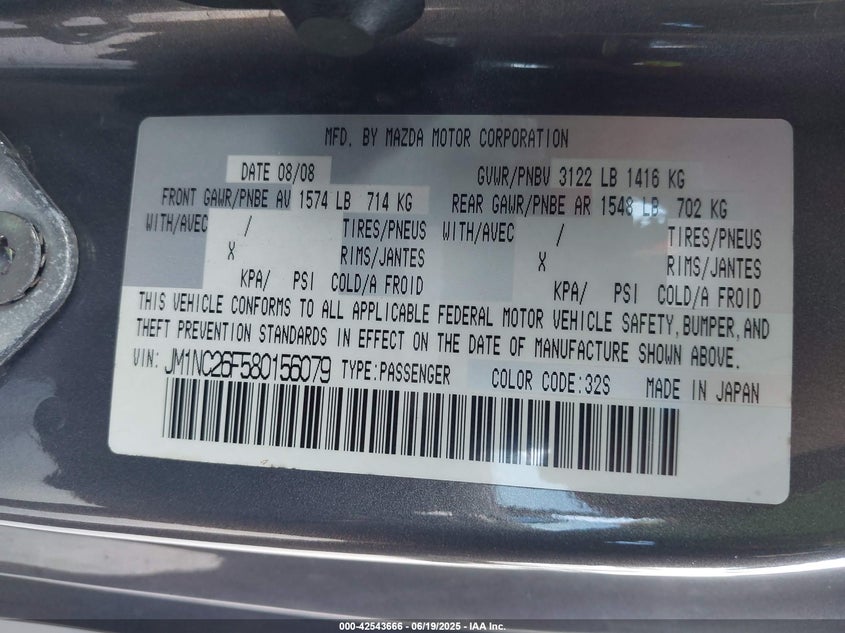 MFD. BY MAZDA MOTOR CORPORATION
DATE 08/08 GVWR/PNBV 3122 LB 1416 KG
FRONT GAWR/PNBE AV 1574 LB 714 KG REAR GAWR/PNBE AR 1548 LB 702 KG
WITH/AVEC / TIRES/PNEUS WITH/AVEC / TIRES/PNEUS
X RIMS/JANTES X RIMS/JANTES
KPA/ PSI COLD/A FROID KPA/ PSI COLD/A FROID
THIS VEHICLE CONFORMS TO ALL APPLICABLE FEDERAL MOTOR VEHICLE SAFETY, BUMPER, AND
THEFT PREVENTION STANDARDS IN EFFECT ON THE DATE OF MANUFACTURE SHOWN ABOVE.
VIN: JM1NC26F580156079 TYPE:PASSENGER COLOR CODE:32S MADE IN JAPAN
000-42543666 - 06/19/2025 - IAA Inc.